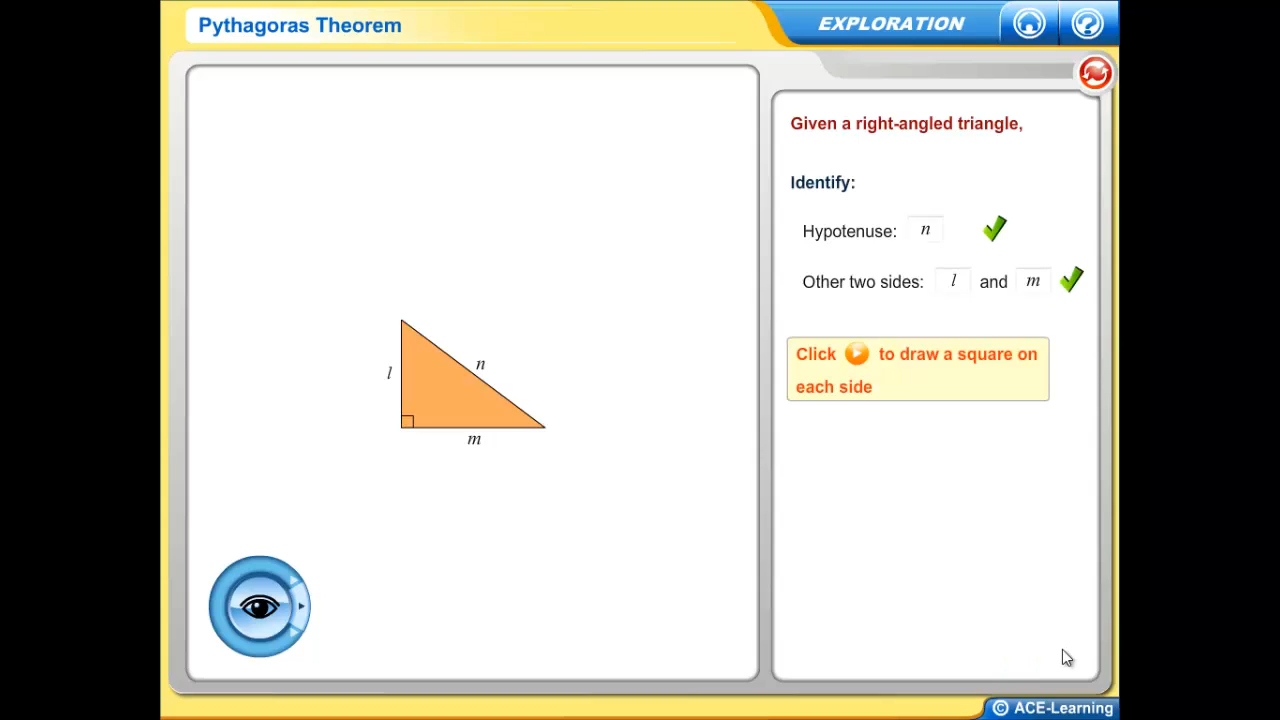 Pythagoras Theorem
EXPLORATION
Given a right-angled triangle,
Identify:
Hypotenuse: n
Other two sides: l and m
Click to draw a square on
each side
l
n
m
© ACE-Learning